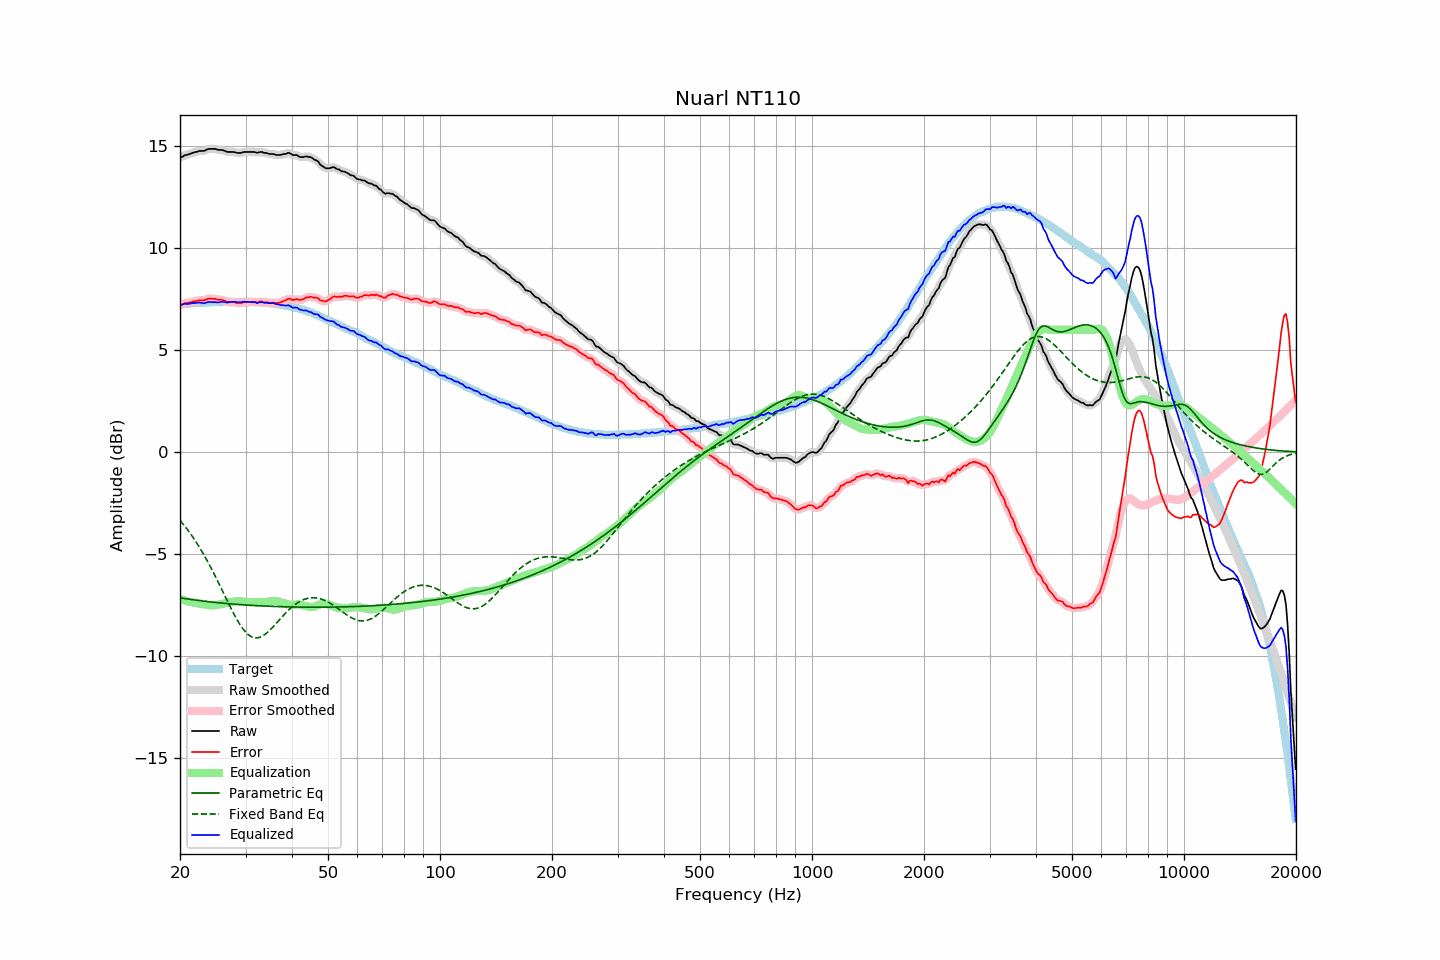 Nuarl NT110
Amplitude (dBr)
15
10
5
0
−5
−10
−15
Target
Raw Smoothed
Error Smoothed
Raw
Error
Equalization
Parametric Eq
Fixed Band Eq
Equalized
20 50 100 200 500 1000 2000 5000 10000 20000
Frequency (Hz)